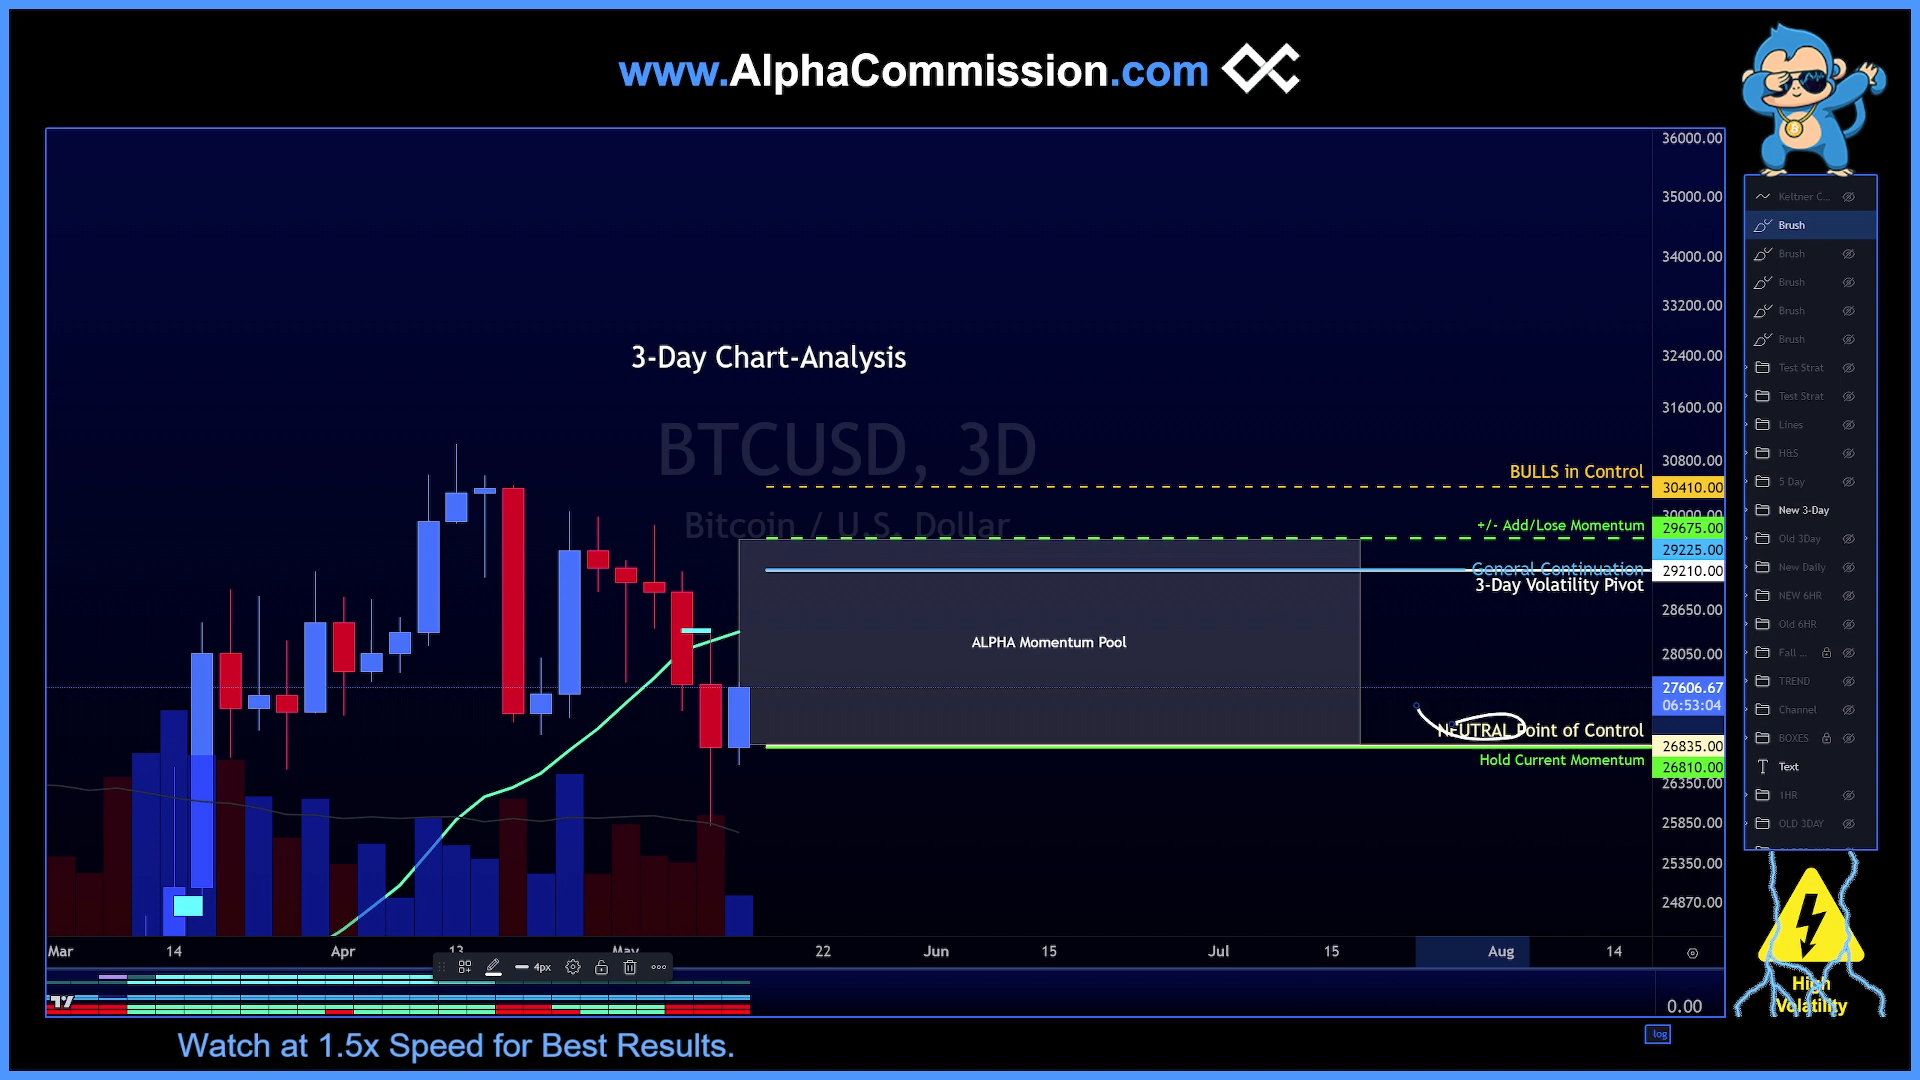 www.AlphaCommission.com
3-Day Chart-Analysis
BTCUSD, 3D
Bitcoin / U.S. Dollar
BULLS in Control
+/- Add/Lose Momentum
General Continuation
3-Day Volatility Pivot
ALPHA Momentum Pool
NEUTRAL Point of Control
Hold Current Momentum
36000.00
35000.00
34000.00
33200.00
32400.00
31600.00
30800.00
30410.00
30000.00
29675.00
29225.00
29210.00
28650.00
28050.00
27606.67
06:53:04
26835.00
26810.00
26350.00
25850.00
25350.00
24870.00
Mar 14 Apr 13 May 22 Jun 15 Jul 15 Aug 14
4px
0.00
log
Keltner C...
Brush
Brush
Brush
Brush
Brush
Test Strat
Test Strat
Lines
H&S
5 Day
New 3-Day
Old 3Day
New Daily
NEW 6HR
Old 6HR
Fall ...
TREND
Channel
BOXES
Text
1HR
OLD 3DAY
High
Volatility
Watch at 1.5x Speed for Best Results.